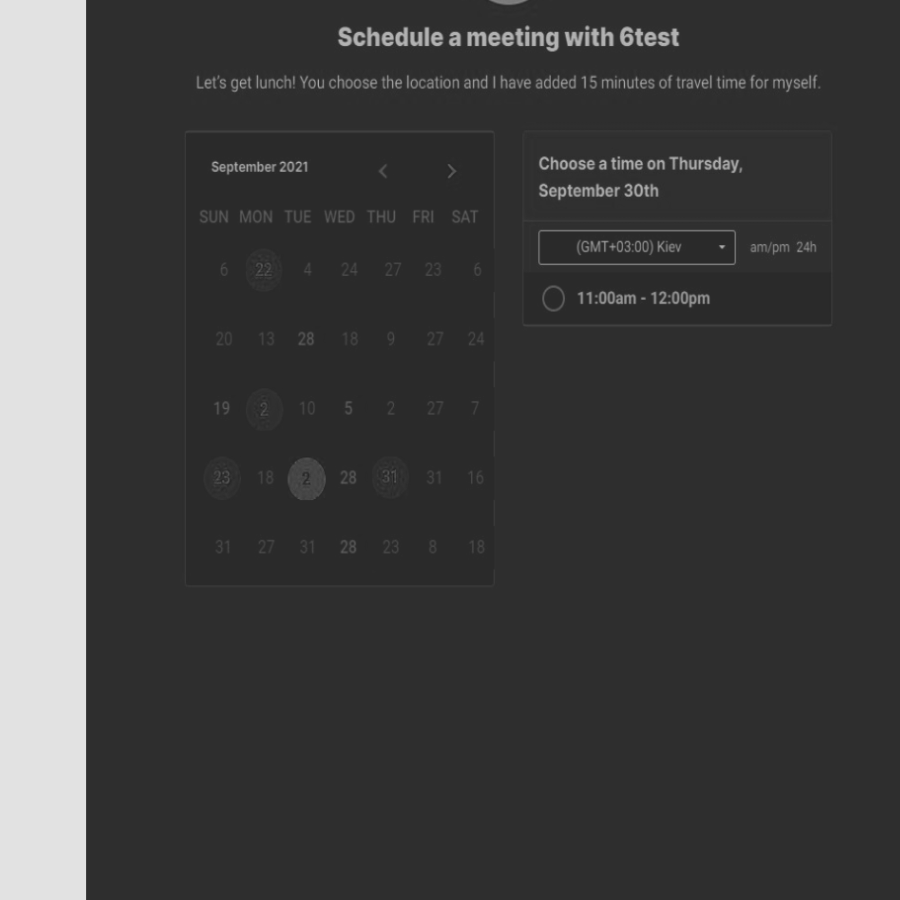 Schedule a meeting with 6test
Let's get lunch! You choose the location and I have added 15 minutes of travel time for myself.
September 2021
SUN MON TUE WED THU FRI SAT
6 22 4 24 27 23 6
20 13 28 18 9 27 24
19 2 10 5 2 27 7
23 18 2 28 31 31 16
31 27 31 28 23 8 18
Choose a time on Thursday,
September 30th
(GMT+03:00) Kiev am/pm 24h
11:00am - 12:00pm